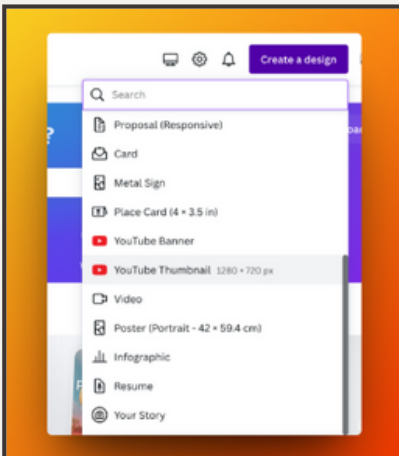 Create a design
Search
Proposal (Responsive)
Card
Metal Sign
Place Card (4 × 3.5 in)
YouTube Banner
YouTube Thumbnail 1280 × 720 px
Video
Poster (Portrait - 42 × 59.4 cm)
Infographic
Resume
Your Story